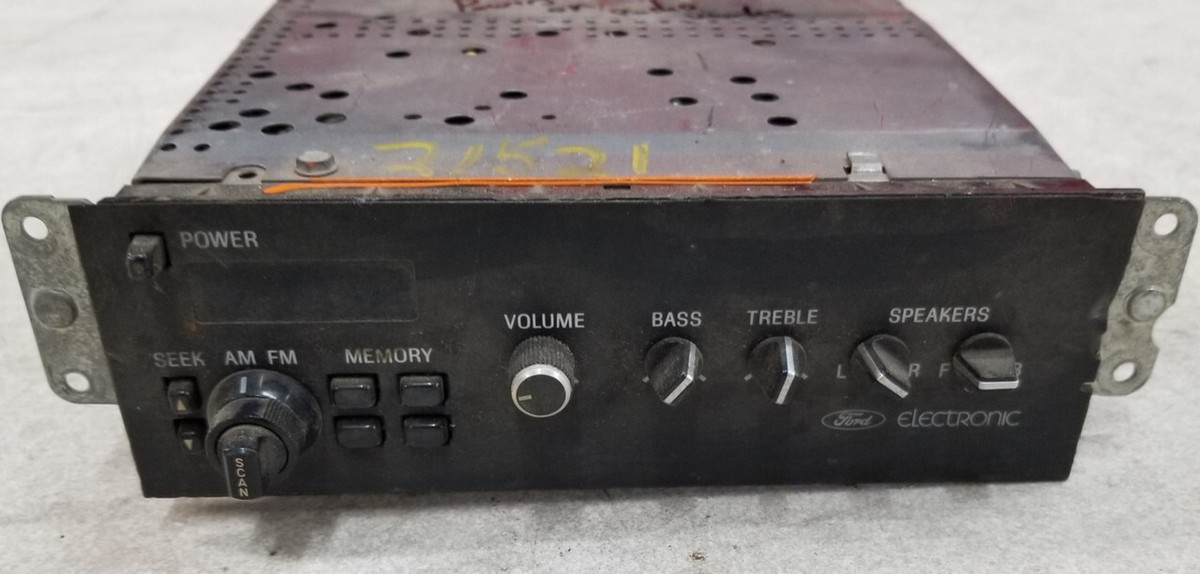 21521
POWER
VOLUME BASS TREBLE SPEAKERS
SEEK AM FM MEMORY
L R F R
Ford ELECTRONIC
SCAN